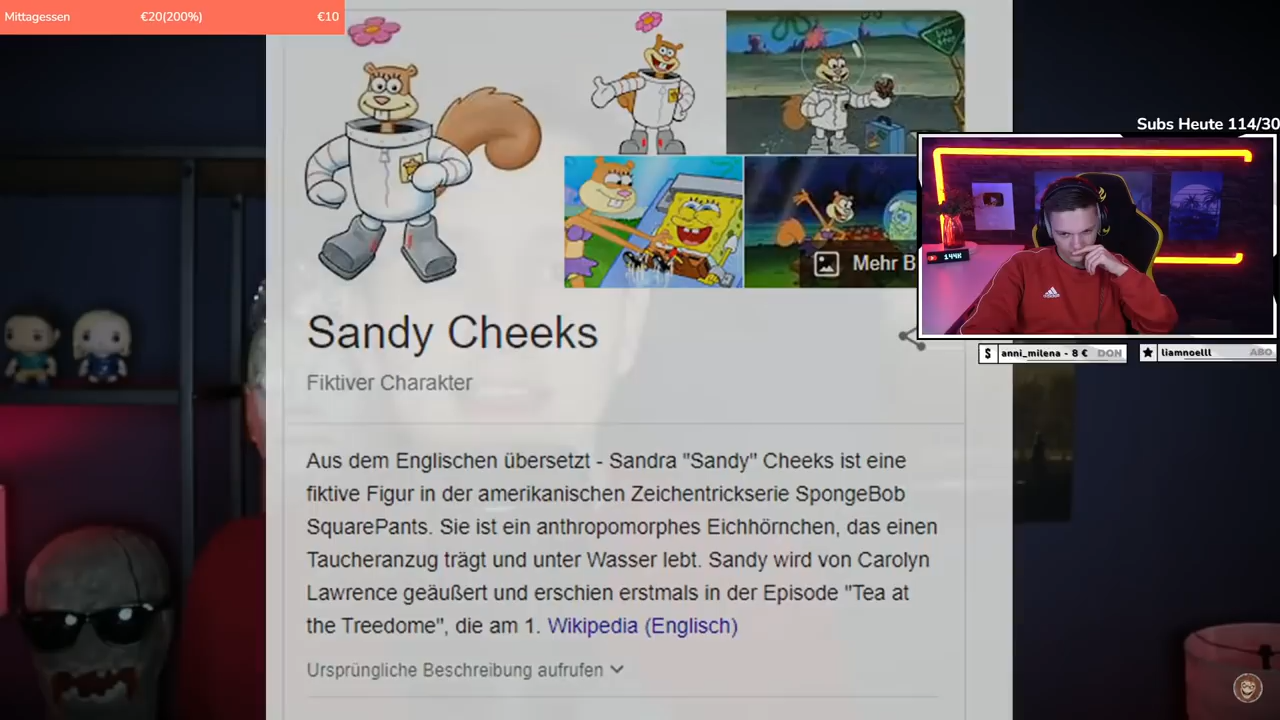 Mittagessen €20(200%) €10
Subs Heute 114/30
144K
Mehr B
anni_milena - 8 € DON
liamnoelll ABO
Sandy Cheeks
Fiktiver Charakter
Aus dem Englischen übersetzt - Sandra "Sandy" Cheeks ist eine
fiktive Figur in der amerikanischen Zeichentrickserie SpongeBob
SquarePants. Sie ist ein anthropomorphes Eichhörnchen, das einen
Taucheranzug trägt und unter Wasser lebt. Sandy wird von Carolyn
Lawrence geäußert und erschien erstmals in der Episode "Tea at
the Treedome", die am 1. Wikipedia (Englisch)
Ursprüngliche Beschreibung aufrufen